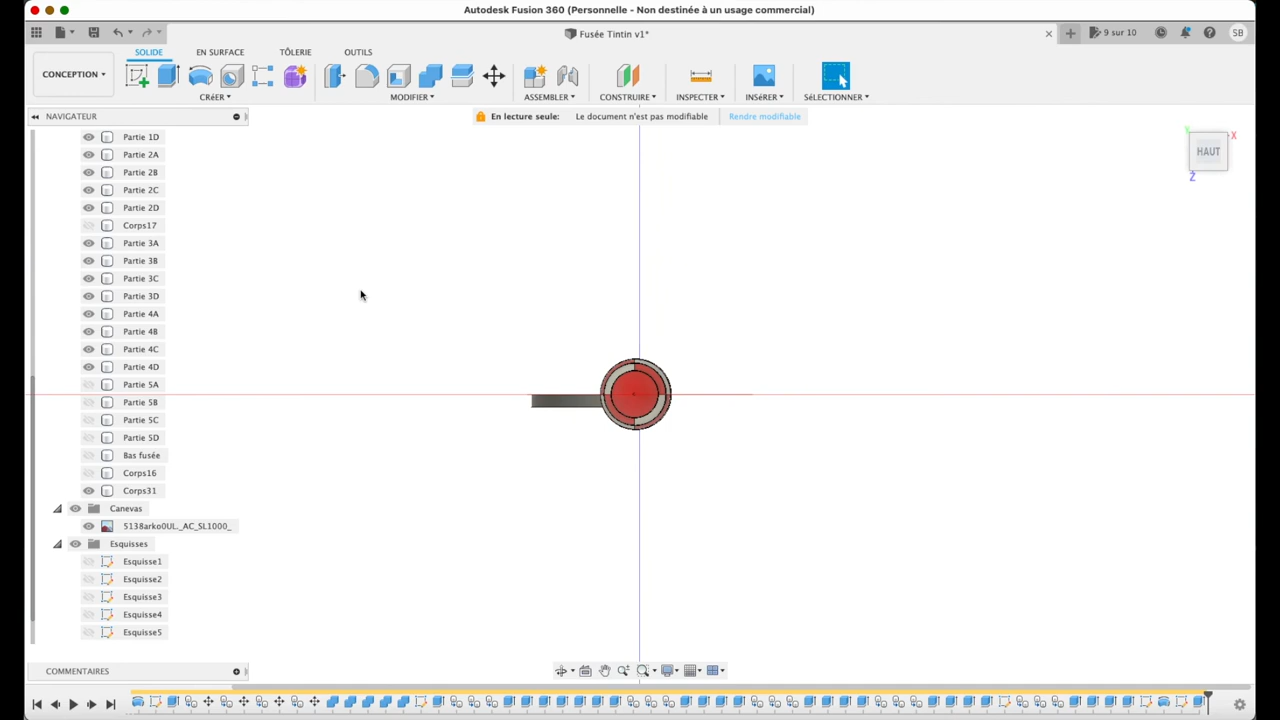 Autodesk Fusion 360 (Personnelle - Non destinée à un usage commercial)
Fusée Tintin v1*
9 sur 10
SB
SOLIDE
EN SURFACE
TÔLERIE
OUTILS
CONCEPTION
CRéER
MODIFIER
ASSEMBLER
CONSTRUIRE
INSPECTER
INSéRER
SéLECTIONNER
NAVIGATEUR
En lecture seule: Le document n'est pas modifiable Rendre modifiable
HAUT
X
Z
Partie 1D
Partie 2A
Partie 2B
Partie 2C
Partie 2D
Corps17
Partie 3A
Partie 3B
Partie 3C
Partie 3D
Partie 4A
Partie 4B
Partie 4C
Partie 4D
Partie 5A
Partie 5B
Partie 5C
Partie 5D
Bas fusée
Corps16
Corps31
Canevas
5138arko0UL._AC_SL1000_
Esquisses
Esquisse1
Esquisse2
Esquisse3
Esquisse4
Esquisse5
COMMENTAIRES